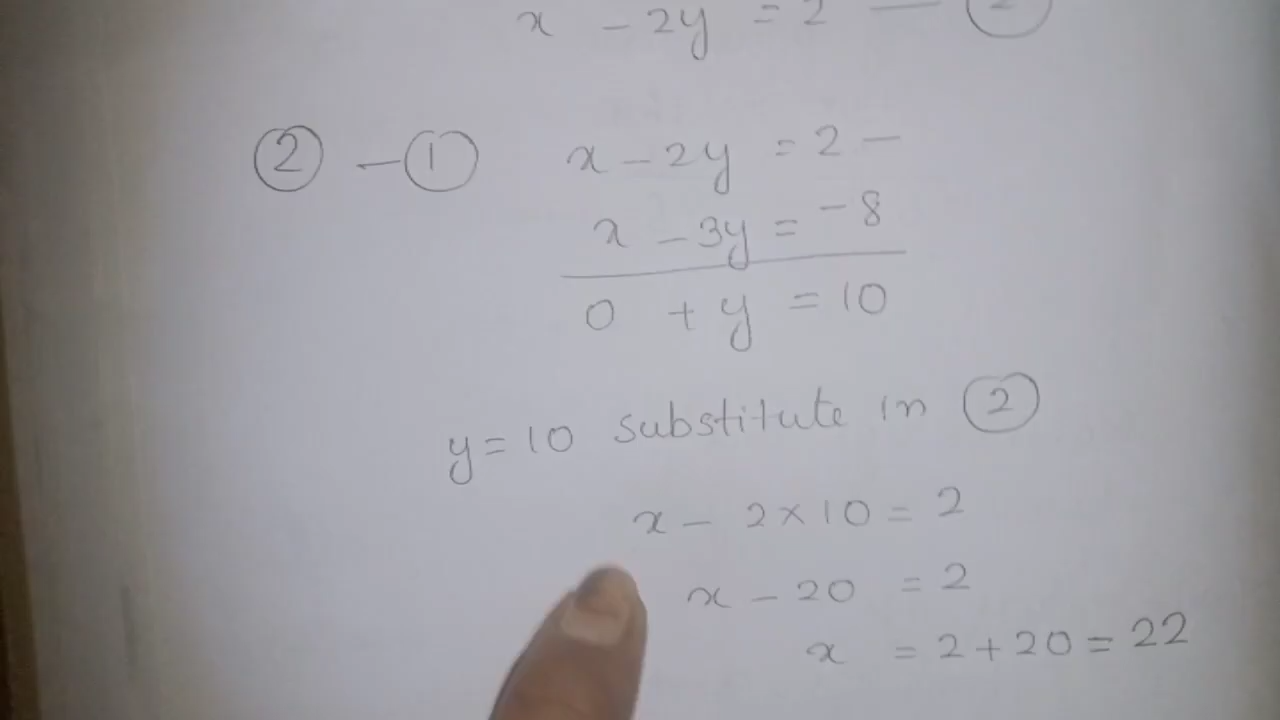 x - 2y = 2 — ②
② — ① x - 2y = 2 —
x - 3y = -8
0 + y = 10
y = 10 substitute in ②
x - 2 × 10 = 2
x - 20 = 2
x = 2 + 20 = 22